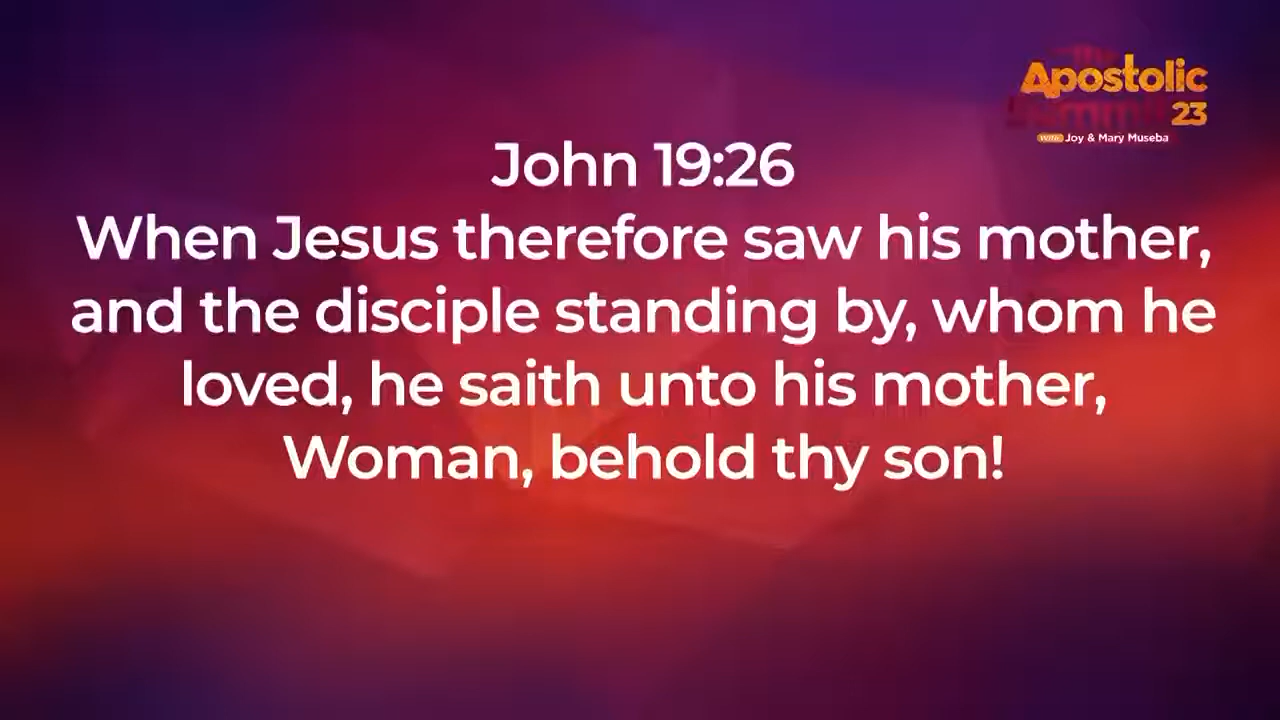 Apostolic
23
WITH Joy & Mary Museba
John 19:26
When Jesus therefore saw his mother,
and the disciple standing by, whom he
loved, he saith unto his mother,
Woman, behold thy son!